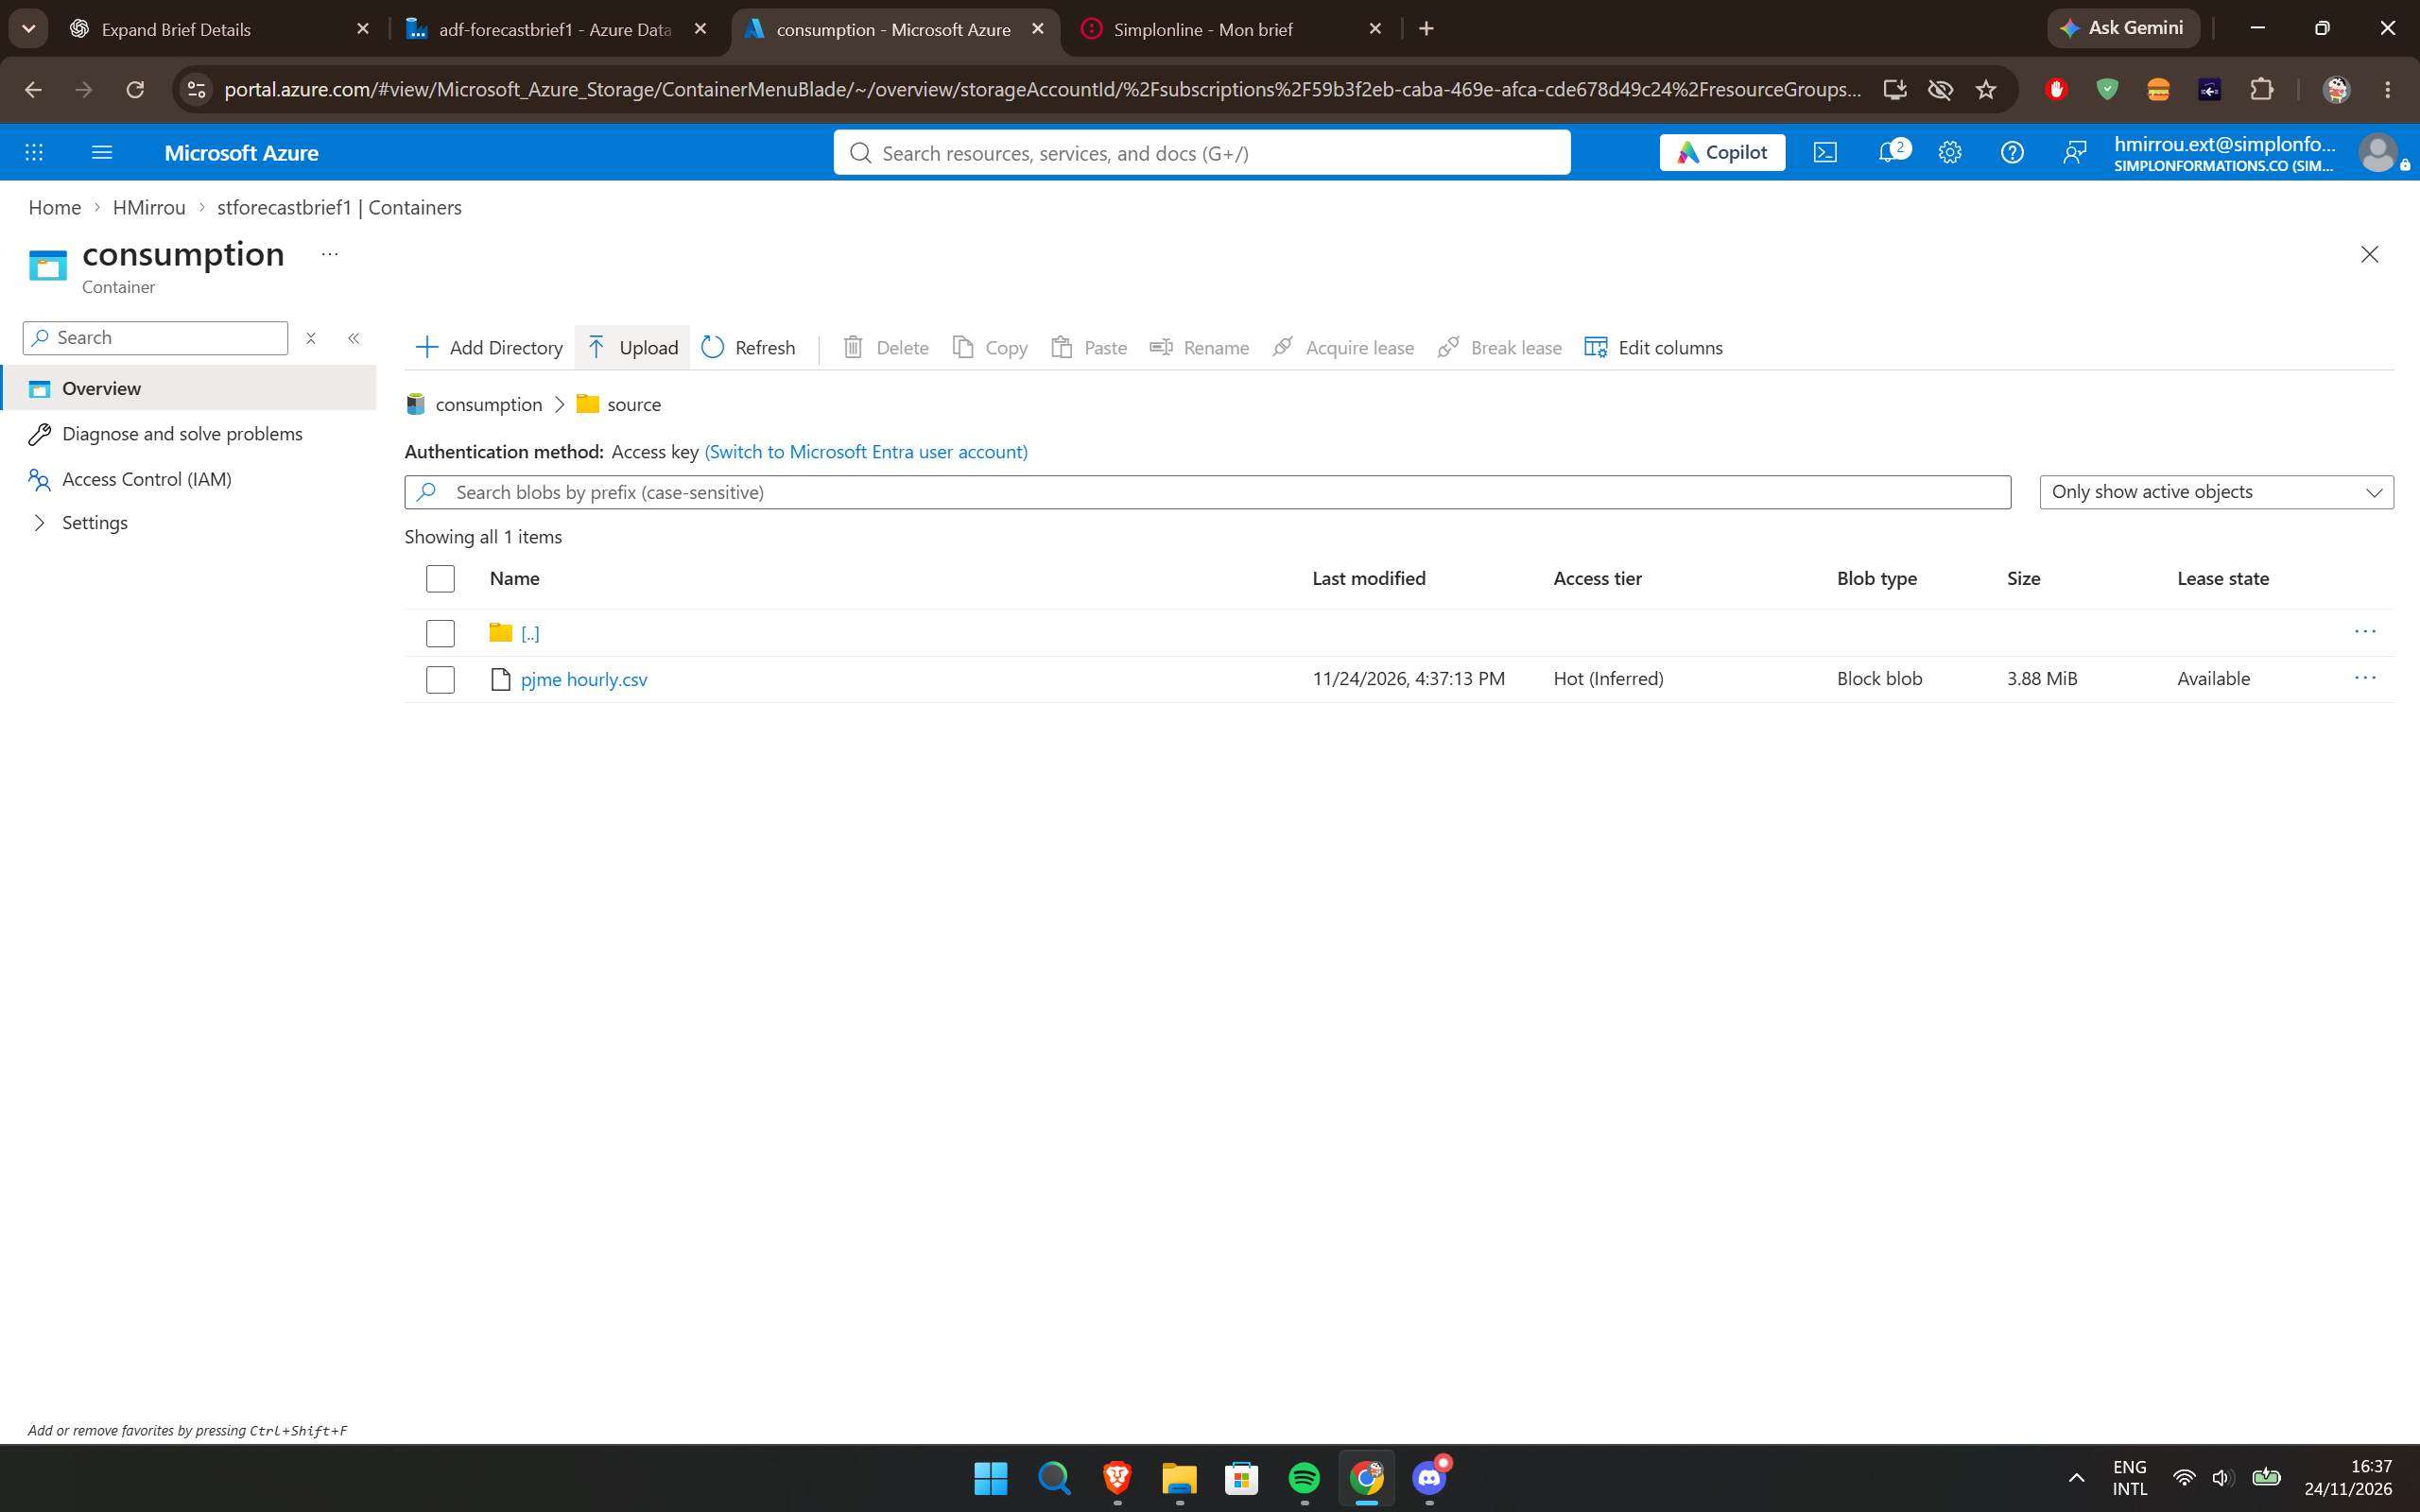 Expand Brief Details
adf-forecastbrief1 - Azure Data
consumption - Microsoft Azure
Simplonline - Mon brief
Ask Gemini
portal.azure.com/#view/Microsoft_Azure_Storage/ContainerMenuBlade/~/overview/storageAccountId/%2Fsubscriptions%2F59b3f2eb-caba-469e-afca-cde678d49c24%2FresourceGroups...
Microsoft Azure
Search resources, services, and docs (G+/)
Copilot
2
hmirrou.ext@simplonfo...
SIMPLONFORMATIONS.CO (SIM...
Home > HMirrou > stforecastbrief1 | Containers
consumption ...
Container
Search
Overview
Diagnose and solve problems
Access Control (IAM)
Settings
Add Directory Upload Refresh Delete Copy Paste Rename Acquire lease Break lease Edit columns
consumption > source
Authentication method: Access key (Switch to Microsoft Entra user account)
Search blobs by prefix (case-sensitive)
Only show active objects
Showing all 1 items
Name Last modified Access tier Blob type Size Lease state
[..] ...
pjme hourly.csv 11/24/2026, 4:37:13 PM Hot (Inferred) Block blob 3.88 MiB Available ...
Add or remove favorites by pressing Ctrl+Shift+F
ENG
INTL
16:37
24/11/2026